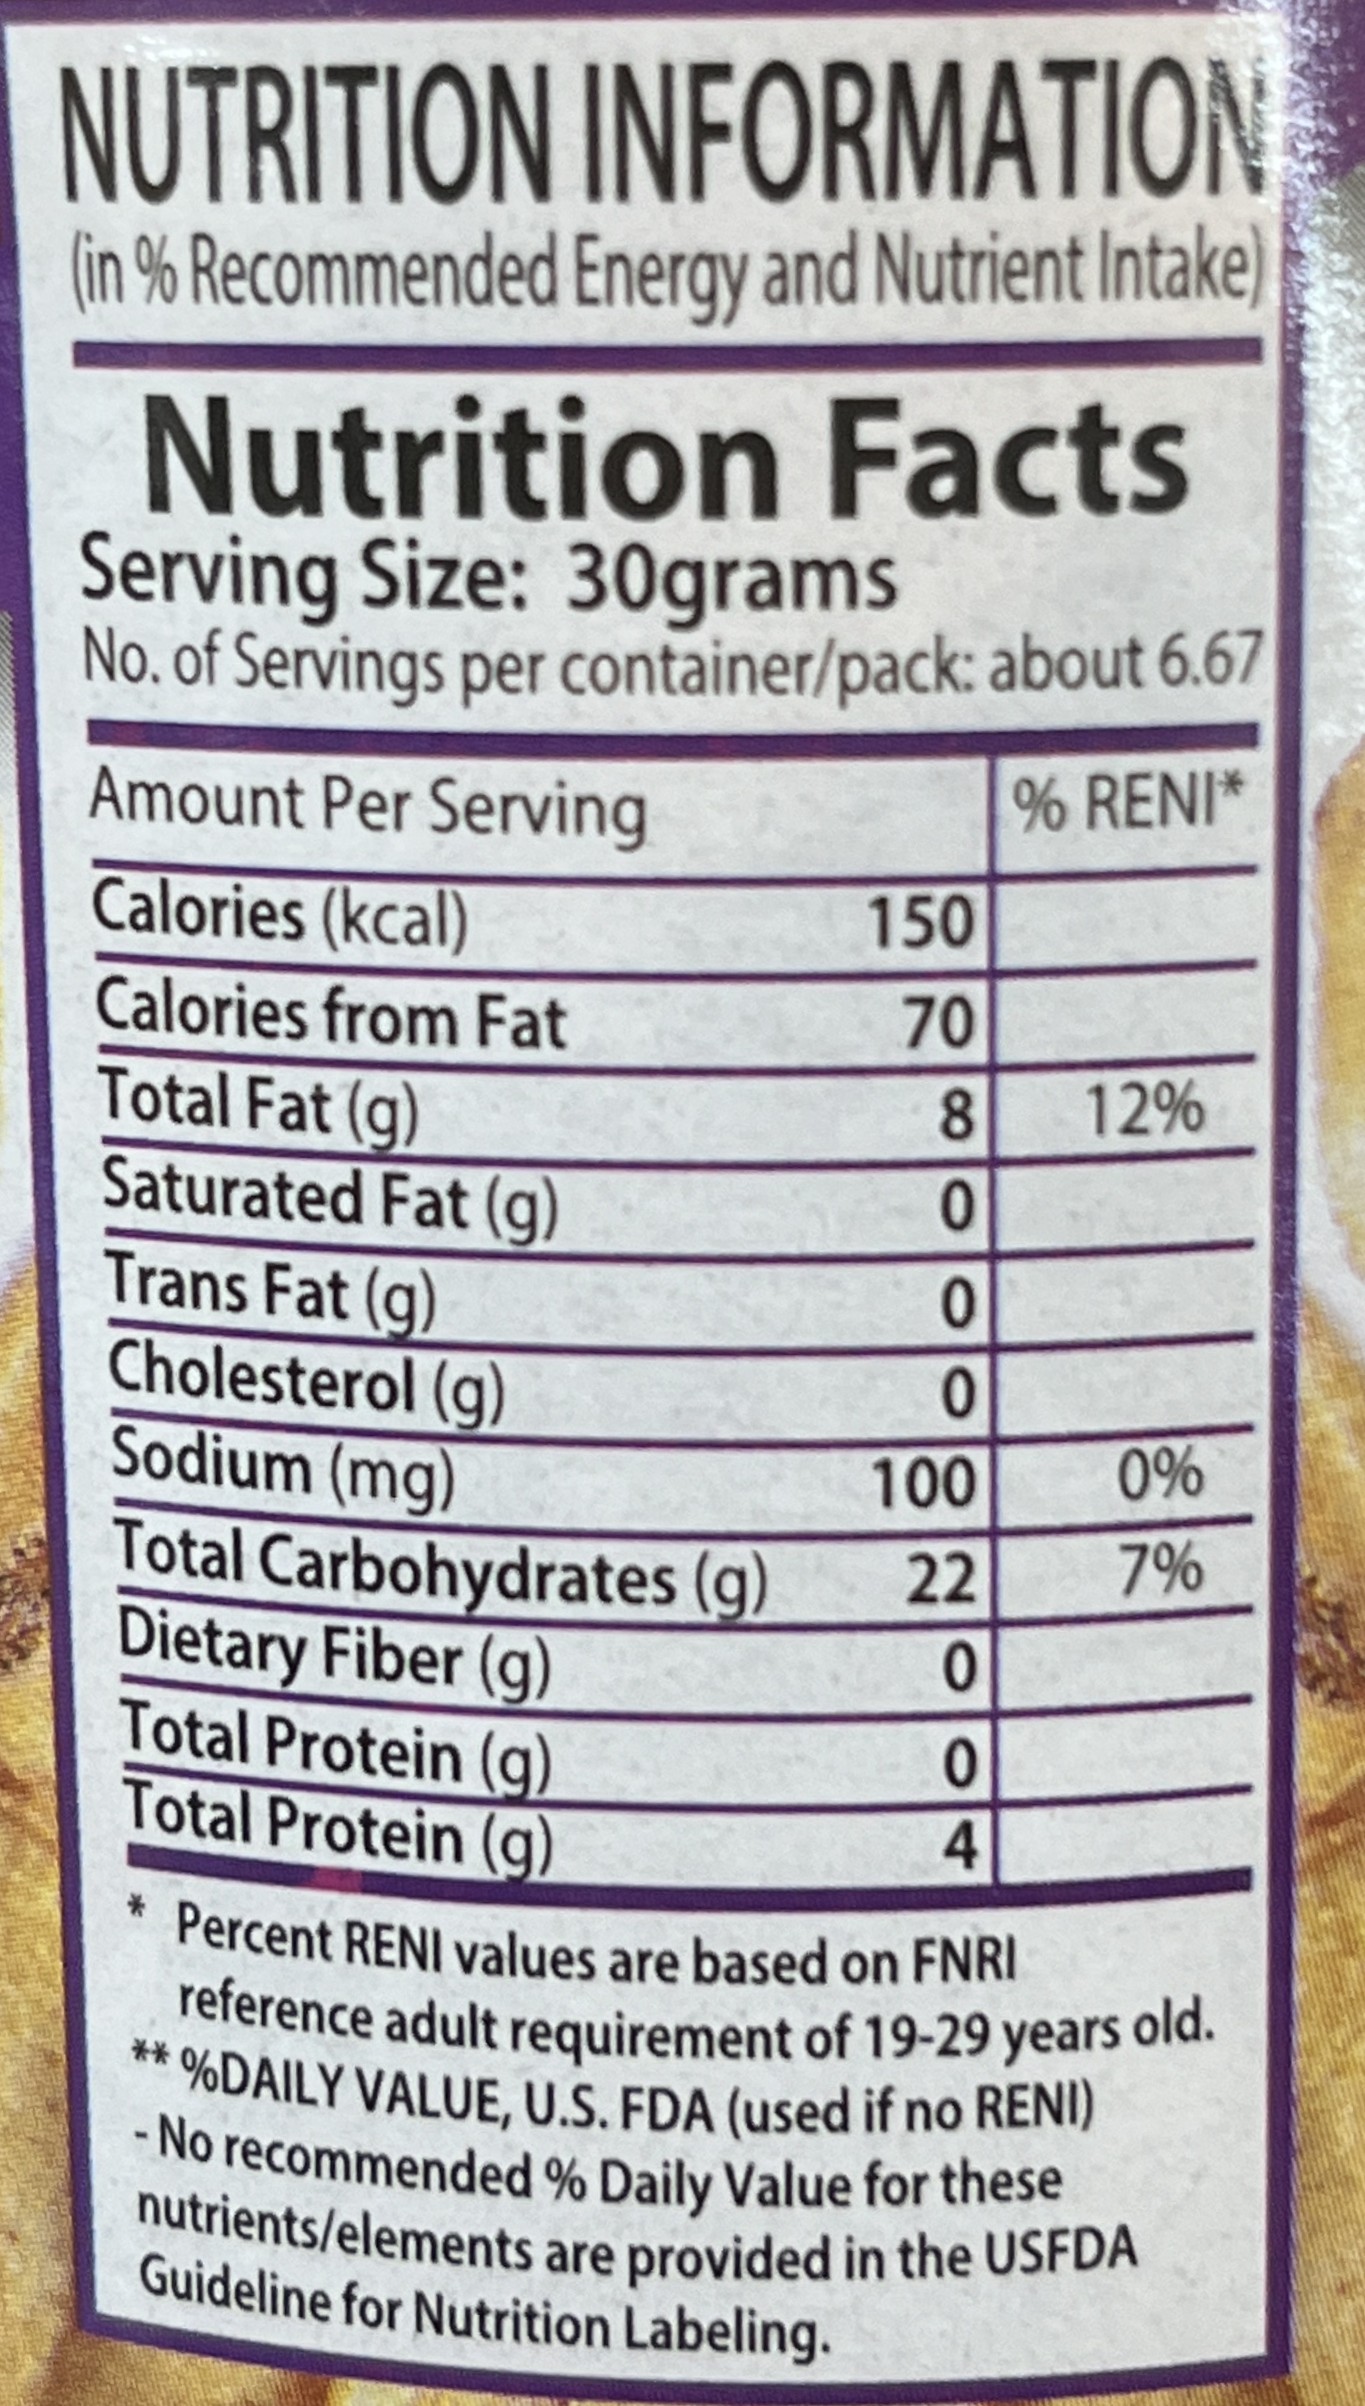 NUTRITION INFORMATION
(in % Recommended Energy and Nutrient Intake)
Nutrition Facts
Serving Size: 30grams
No. of Servings per container/pack: about 6.67
Amount Per Serving % RENI*
Calories (kcal) 150
Calories from Fat 70
Total Fat (g) 8 12%
Saturated Fat (g) 0
Trans Fat (g) 0
Cholesterol (g) 0
Sodium (mg) 100 0%
Total Carbohydrates (g) 22 7%
Dietary Fiber (g) 0
Total Protein (g) 0
Total Protein (g) 4
* Percent RENI values are based on FNRI
reference adult requirement of 19-29 years old.
** %DAILY VALUE, U.S. FDA (used if no RENI)
- No recommended % Daily Value for these
nutrients/elements are provided in the USFDA
Guideline for Nutrition Labeling.